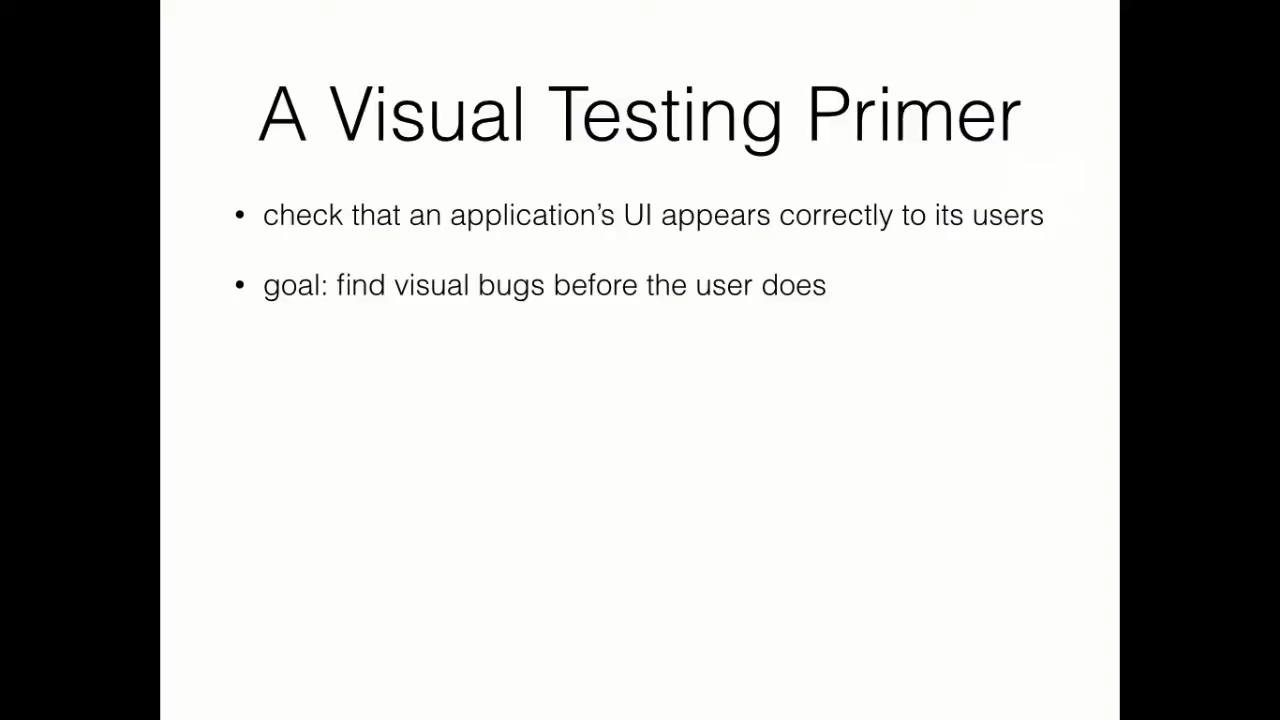 A Visual Testing Primer
• check that an application’s UI appears correctly to its users
• goal: find visual bugs before the user does